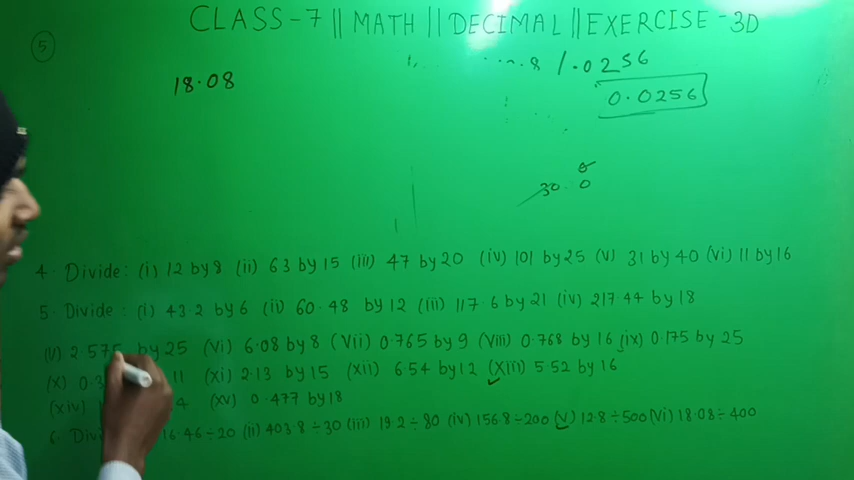 CLASS-7 || MATH || DECIMAL || EXERCISE-3D
5
18.08
8 / .0256
0.0256
30.0
4. Divide: (i) 12 by 8 (ii) 63 by 15 (iii) 47 by 20 (iv) 101 by 25 (v) 31 by 40 (vi) 11 by 16
5. Divide: (i) 43.2 by 6 (ii) 60.48 by 12 (iii) 117.6 by 21 (iv) 217.44 by 18
(v) 2.575 by 25 (vi) 6.08 by 8 (vii) 0.765 by 9 (viii) 0.768 by 16 (ix) 0.175 by 25
(x) 0.3 11 (xi) 2.13 by 15 (xii) 6.54 by 12 (xiii) 5.52 by 16
(xiv) 4 (xv) 0.477 by 18
6. Divi 16.46÷20 (ii) 403.8÷30 (iii) 19.2÷80 (iv) 156.8÷200 (v) 12.8÷500 (vi) 18.08÷400